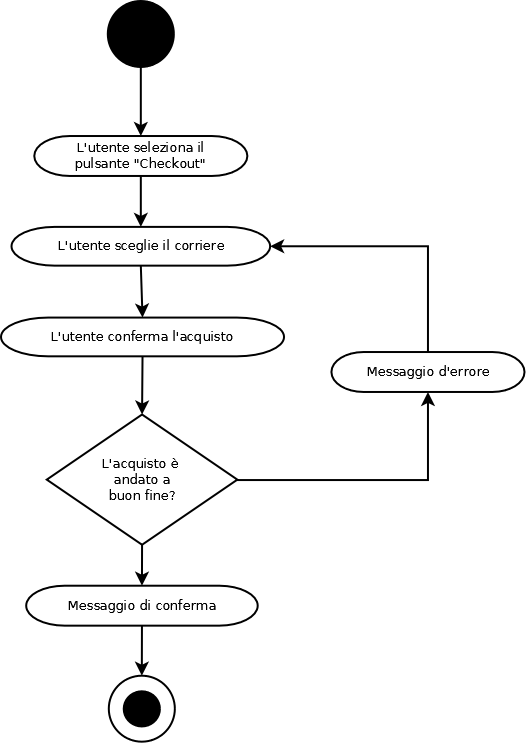 L'utente seleziona il
pulsante "Checkout"
L'utente sceglie il corriere
L'utente conferma l'acquisto
Messaggio d'errore
L'acquisto è
andato a
buon fine?
Messaggio di conferma